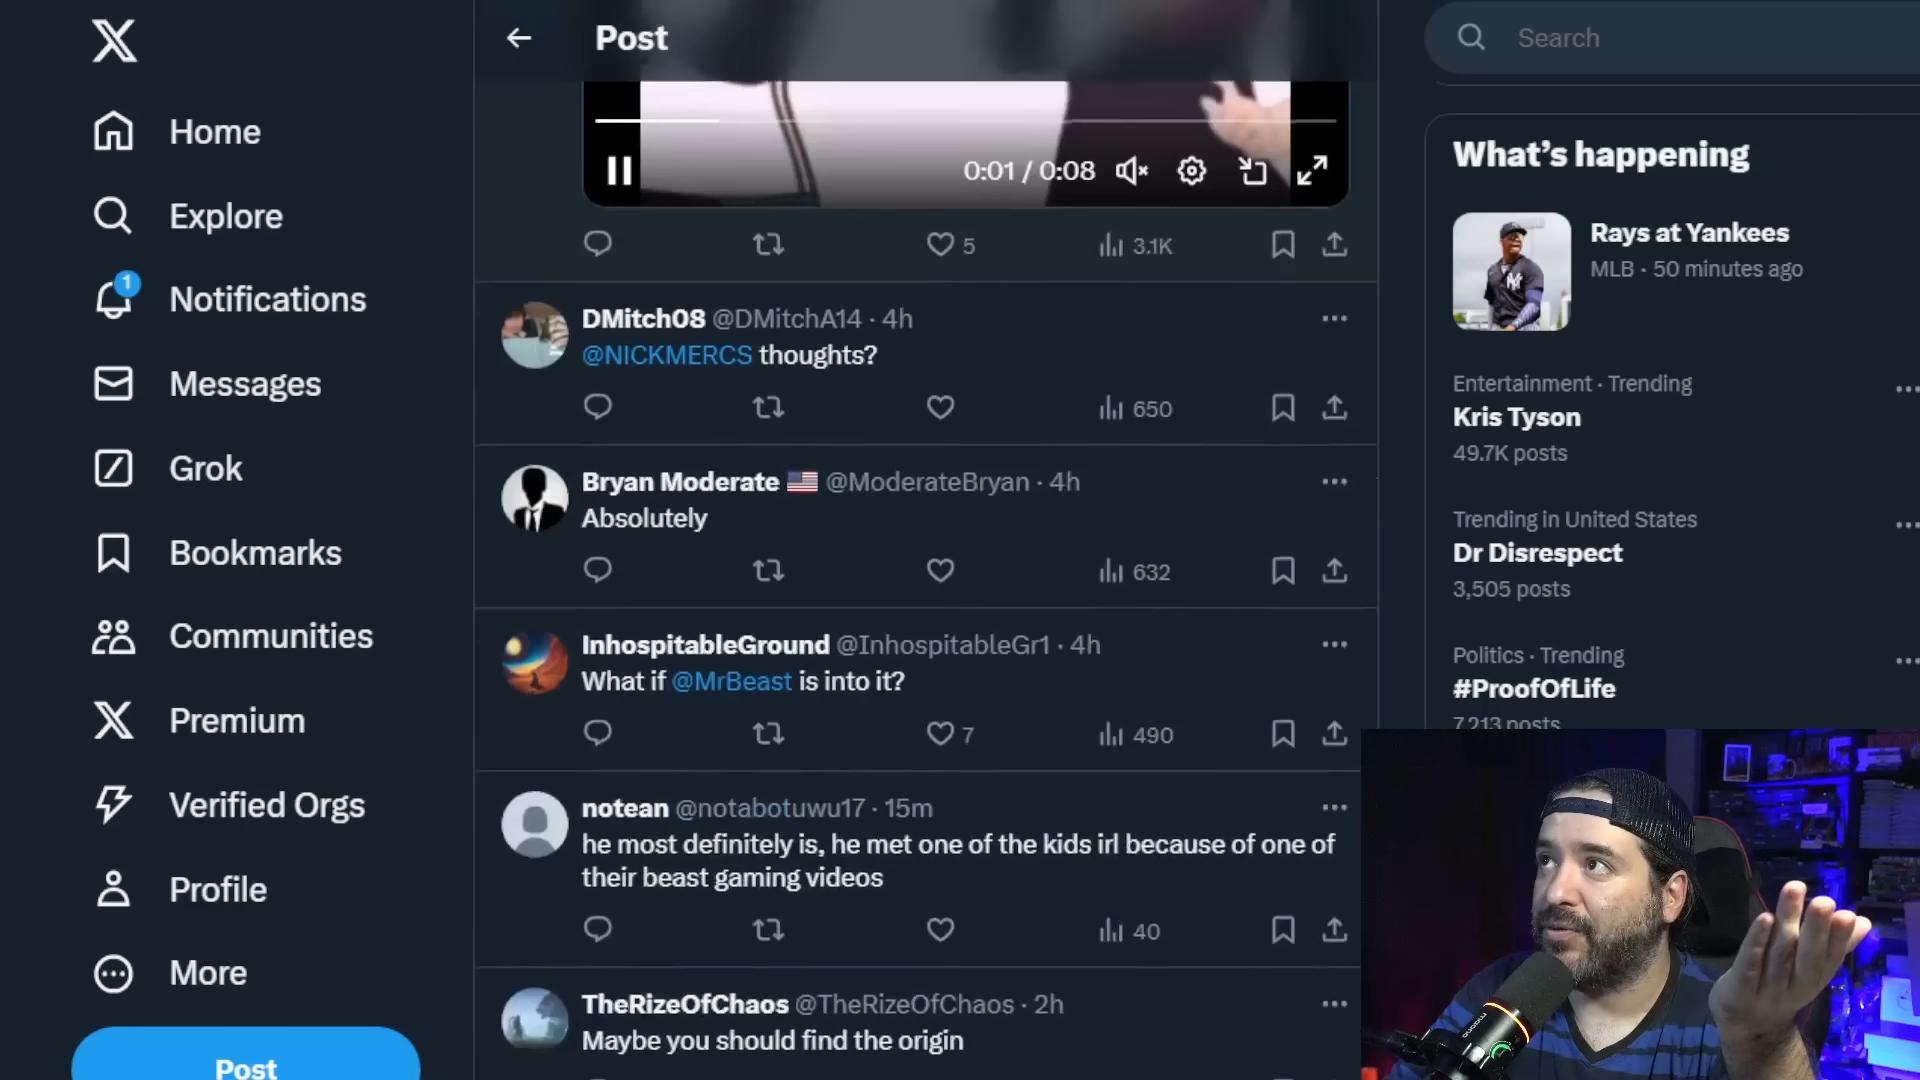 Post
Search
Home
Explore
1
Notifications
Messages
Grok
Bookmarks
Communities
Premium
Verified Orgs
Profile
More
Post
0:01 / 0:08
5
3.1K
DMitch08 @DMitchA14 · 4h
@NICKMERCS thoughts?
650
Bryan Moderate 🇺🇸 @ModerateBryan · 4h
Absolutely
632
InhospitableGround @InhospitableGr1 · 4h
What if @MrBeast is into it?
7
490
notean @notabotuwu17 · 15m
he most definitely is, he met one of the kids irl because of one of
their beast gaming videos
40
TheRizeOfChaos @TheRizeOfChaos · 2h
Maybe you should find the origin
What's happening
Rays at Yankees
MLB · 50 minutes ago
Entertainment · Trending
Kris Tyson
49.7K posts
Trending in United States
Dr Disrespect
3,505 posts
Politics · Trending
#ProofOfLife
7,213 posts
maono